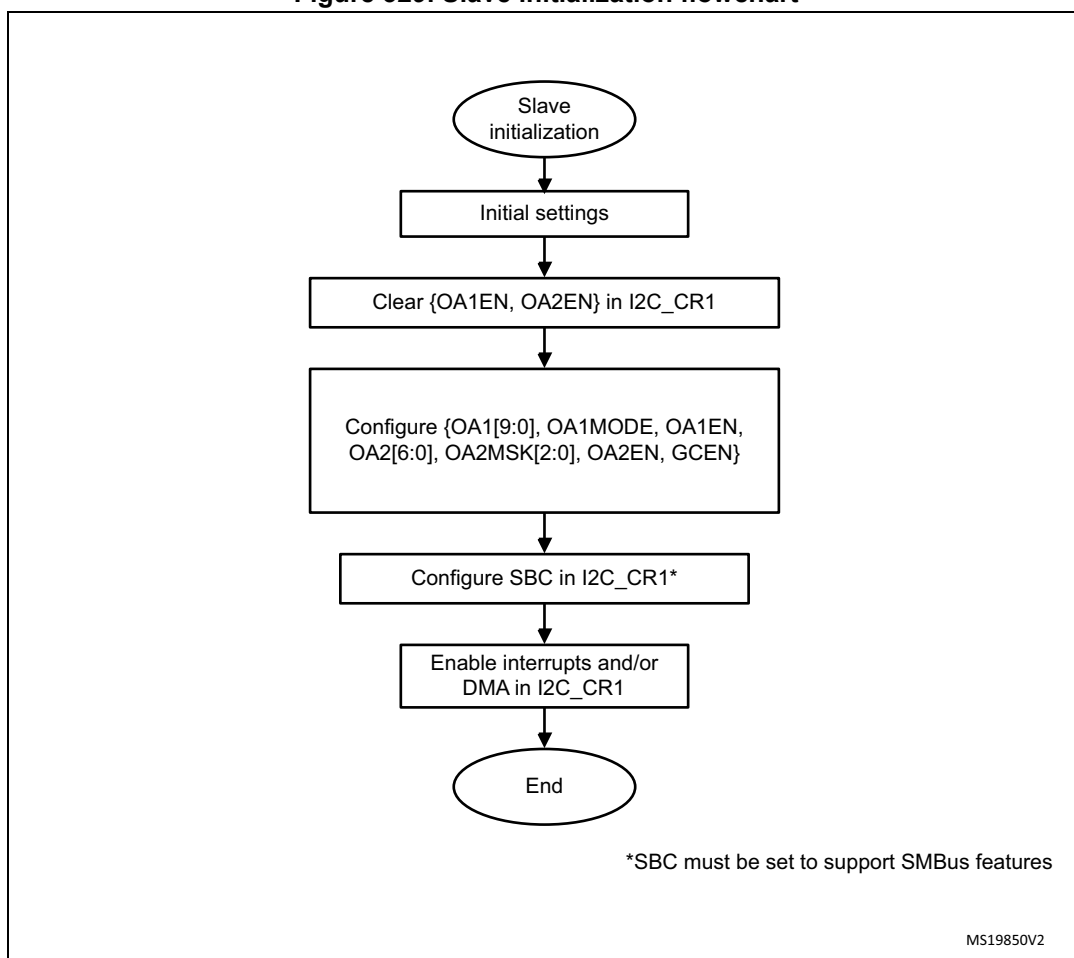 Slave
initialization
Initial settings
Clear {OA1EN, OA2EN} in I2C_CR1
Configure {OA1[9:0], OA1MODE, OA1EN,
OA2[6:0], OA2MSK[2:0], OA2EN, GCEN}
Configure SBC in I2C_CR1*
Enable interrupts and/or
DMA in I2C_CR1
End
*SBC must be set to support SMBus features
MS19850V2